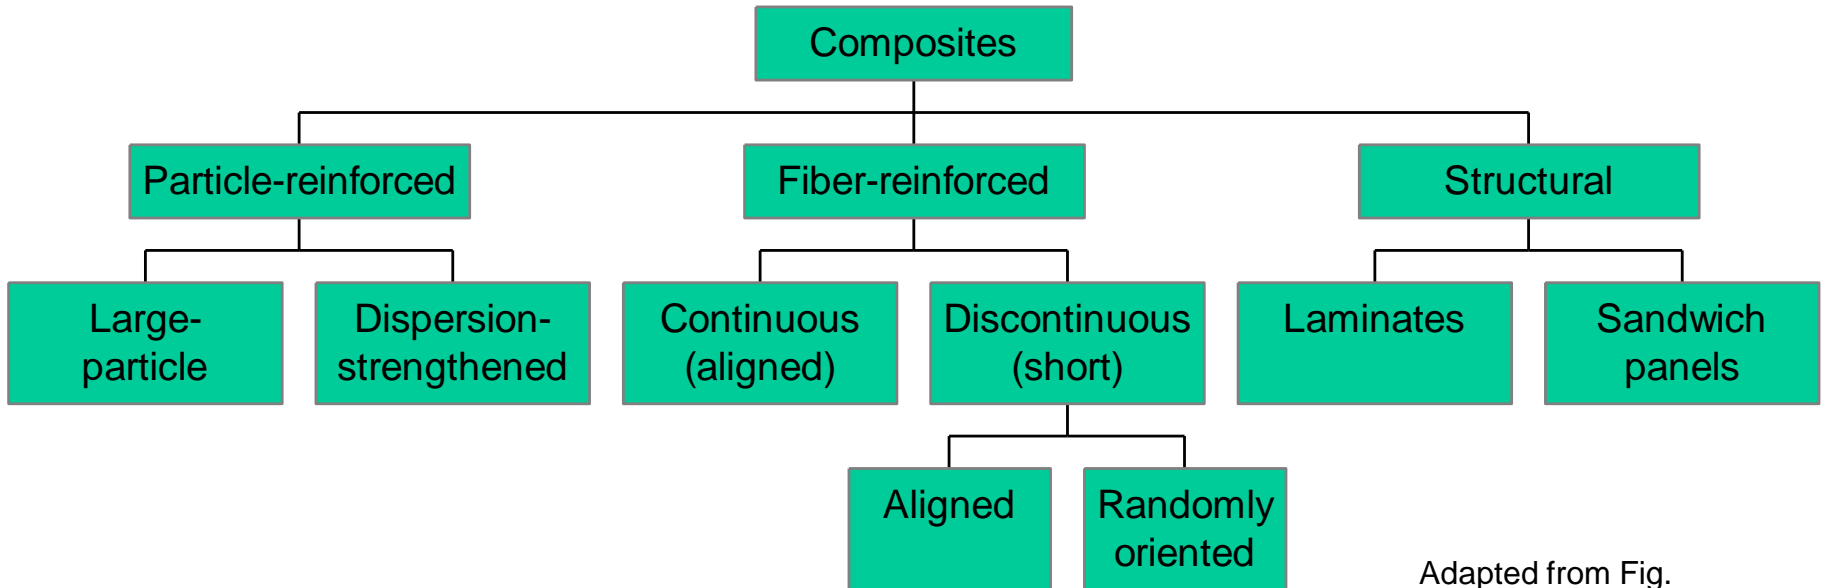 Composites
Particle-reinforced
Fiber-reinforced
Structural
Large-
particle
Dispersion-
strengthened
Continuous
(aligned)
Discontinuous
(short)
Laminates
Sandwich
panels
Aligned
Randomly
oriented
Adapted from Fig.